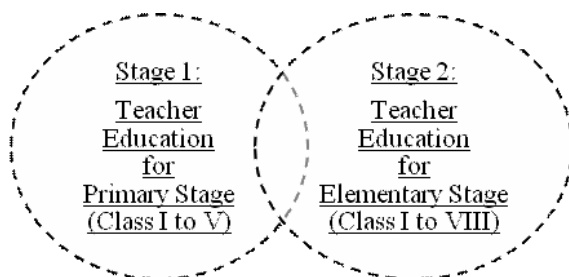 Stage 1:
Teacher
Education
for
Primary Stage
(Class I to V)
Stage 2:
Teacher
Education
for
Elementary Stage
(Class I to VIII)